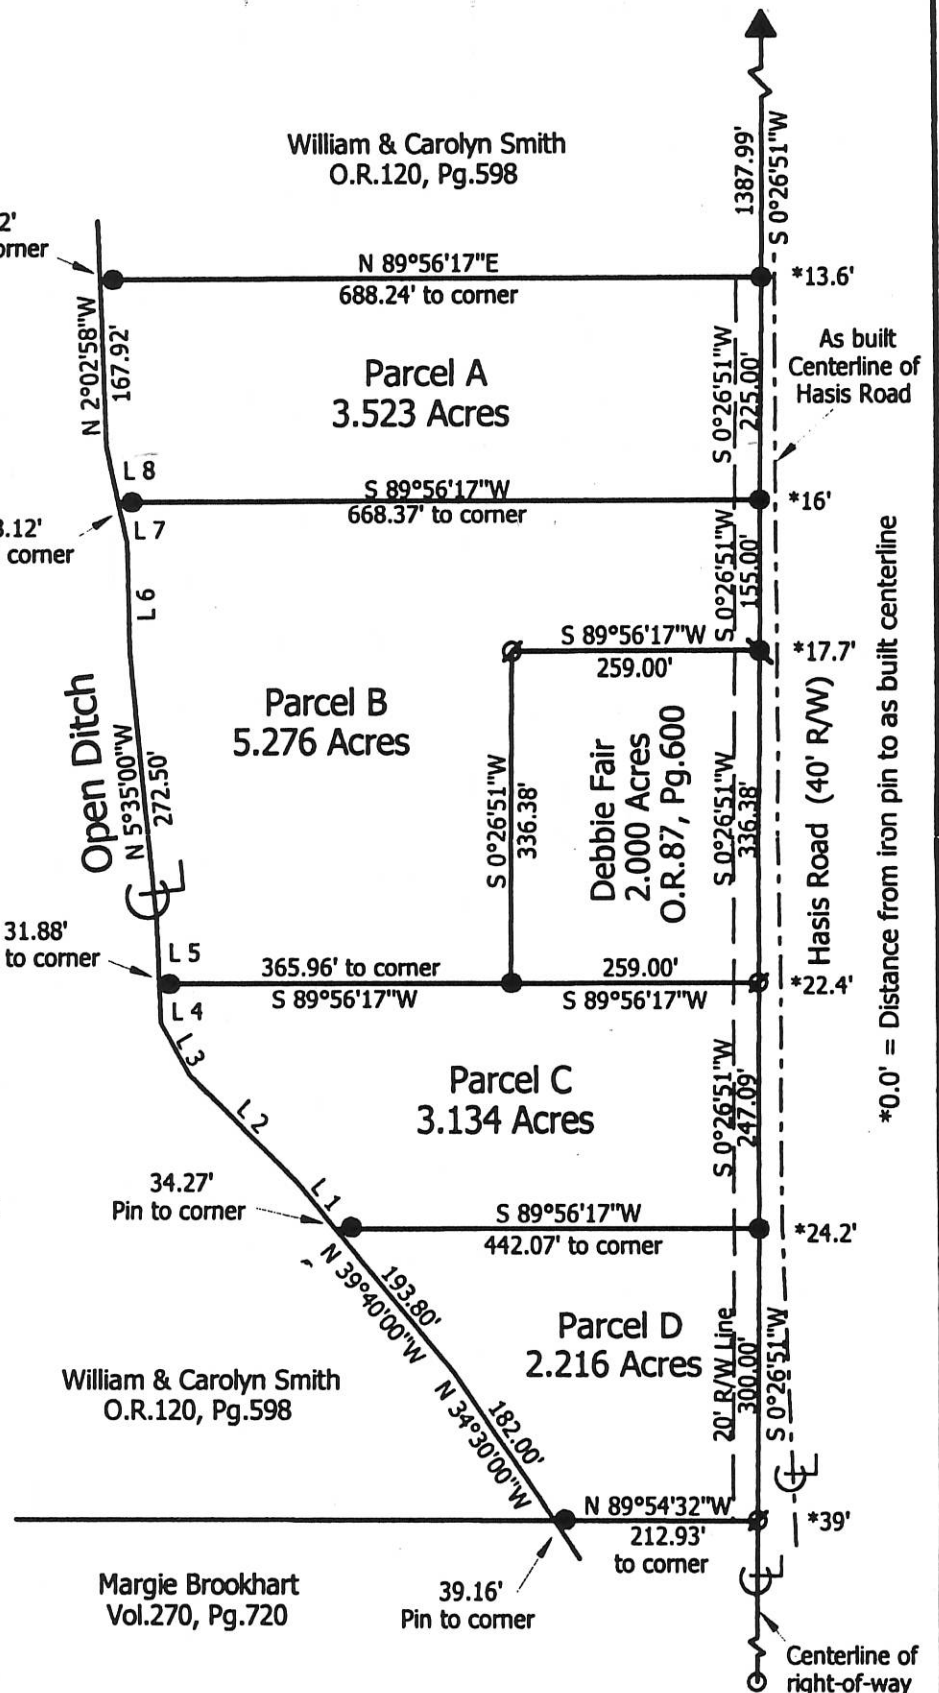 1387.99'
S 0°26'51"W
William & Carolyn Smith
O.R.120, Pg.598
2'
orner
N 89°56'17"E
688.24' to corner
*13.6'
N 2°02'58"W
167.92'
Parcel A
3.523 Acres
S 0°26'51"W
225.00'
As built
Centerline of
Hasis Road
L 8
S 89°56'17"W
668.37' to corner
*16'
3.12'
corner
L 7
L 6
S 0°26'51"W
155.00'
S 89°56'17"W
259.00'
*17.7'
Open Ditch
N 5°35'00"W
272.50'
Parcel B
5.276 Acres
S 0°26'51"W
336.38'
Debbie Fair
2.000 Acres
O.R.87, Pg.600
S 0°26'51"W
336.38'
Hasis Road (40' R/W)
*0.0' = Distance from iron pin to as built centerline
CL
31.88'
to corner
L 5
365.96' to corner
S 89°56'17"W
259.00'
S 89°56'17"W
*22.4'
L 4
L 3
L 2
L 1
Parcel C
3.134 Acres
S 0°26'51"W
247.09'
34.27'
Pin to corner
S 89°56'17"W
442.07' to corner
*24.2'
193.80'
N 39°40'00"W
Parcel D
2.216 Acres
20' R/W Line
300.00'
S 0°26'51"W
William & Carolyn Smith
O.R.120, Pg.598
182.00'
N 34°30'00"W
CL
N 89°54'32"W
212.93'
to corner
*39'
CL
Margie Brookhart
Vol.270, Pg.720
39.16'
Pin to corner
Centerline of
right-of-way